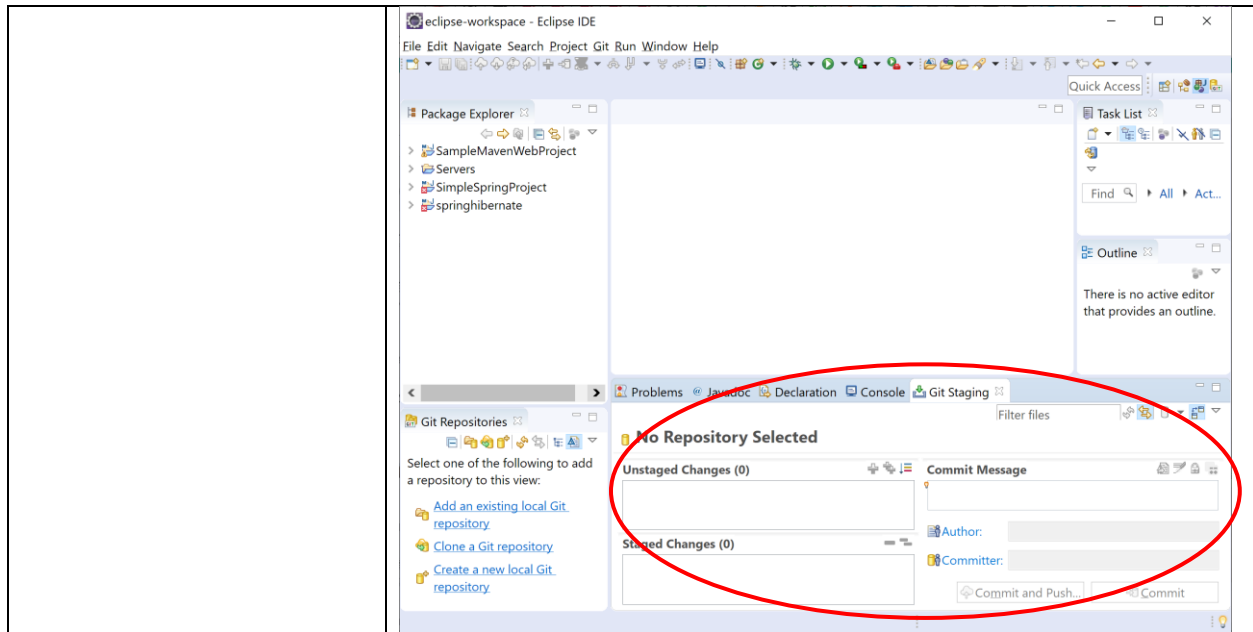 eclipse-workspace - Eclipse IDE
File Edit Navigate Search Project Git Run Window Help
Quick Access
Package Explorer
SampleMavenWebProject
Servers
SimpleSpringProject
springhibernate
Task List
Find All Act...
Outline
There is no active editor
that provides an outline.
Problems Javadoc Declaration Console Git Staging
Filter files
No Repository Selected
Unstaged Changes (0)
Staged Changes (0)
Commit Message
Author:
Committer:
Commit and Push... Commit
Git Repositories
Select one of the following to add
a repository to this view:
Add an existing local Git
repository
Clone a Git repository
Create a new local Git
repository